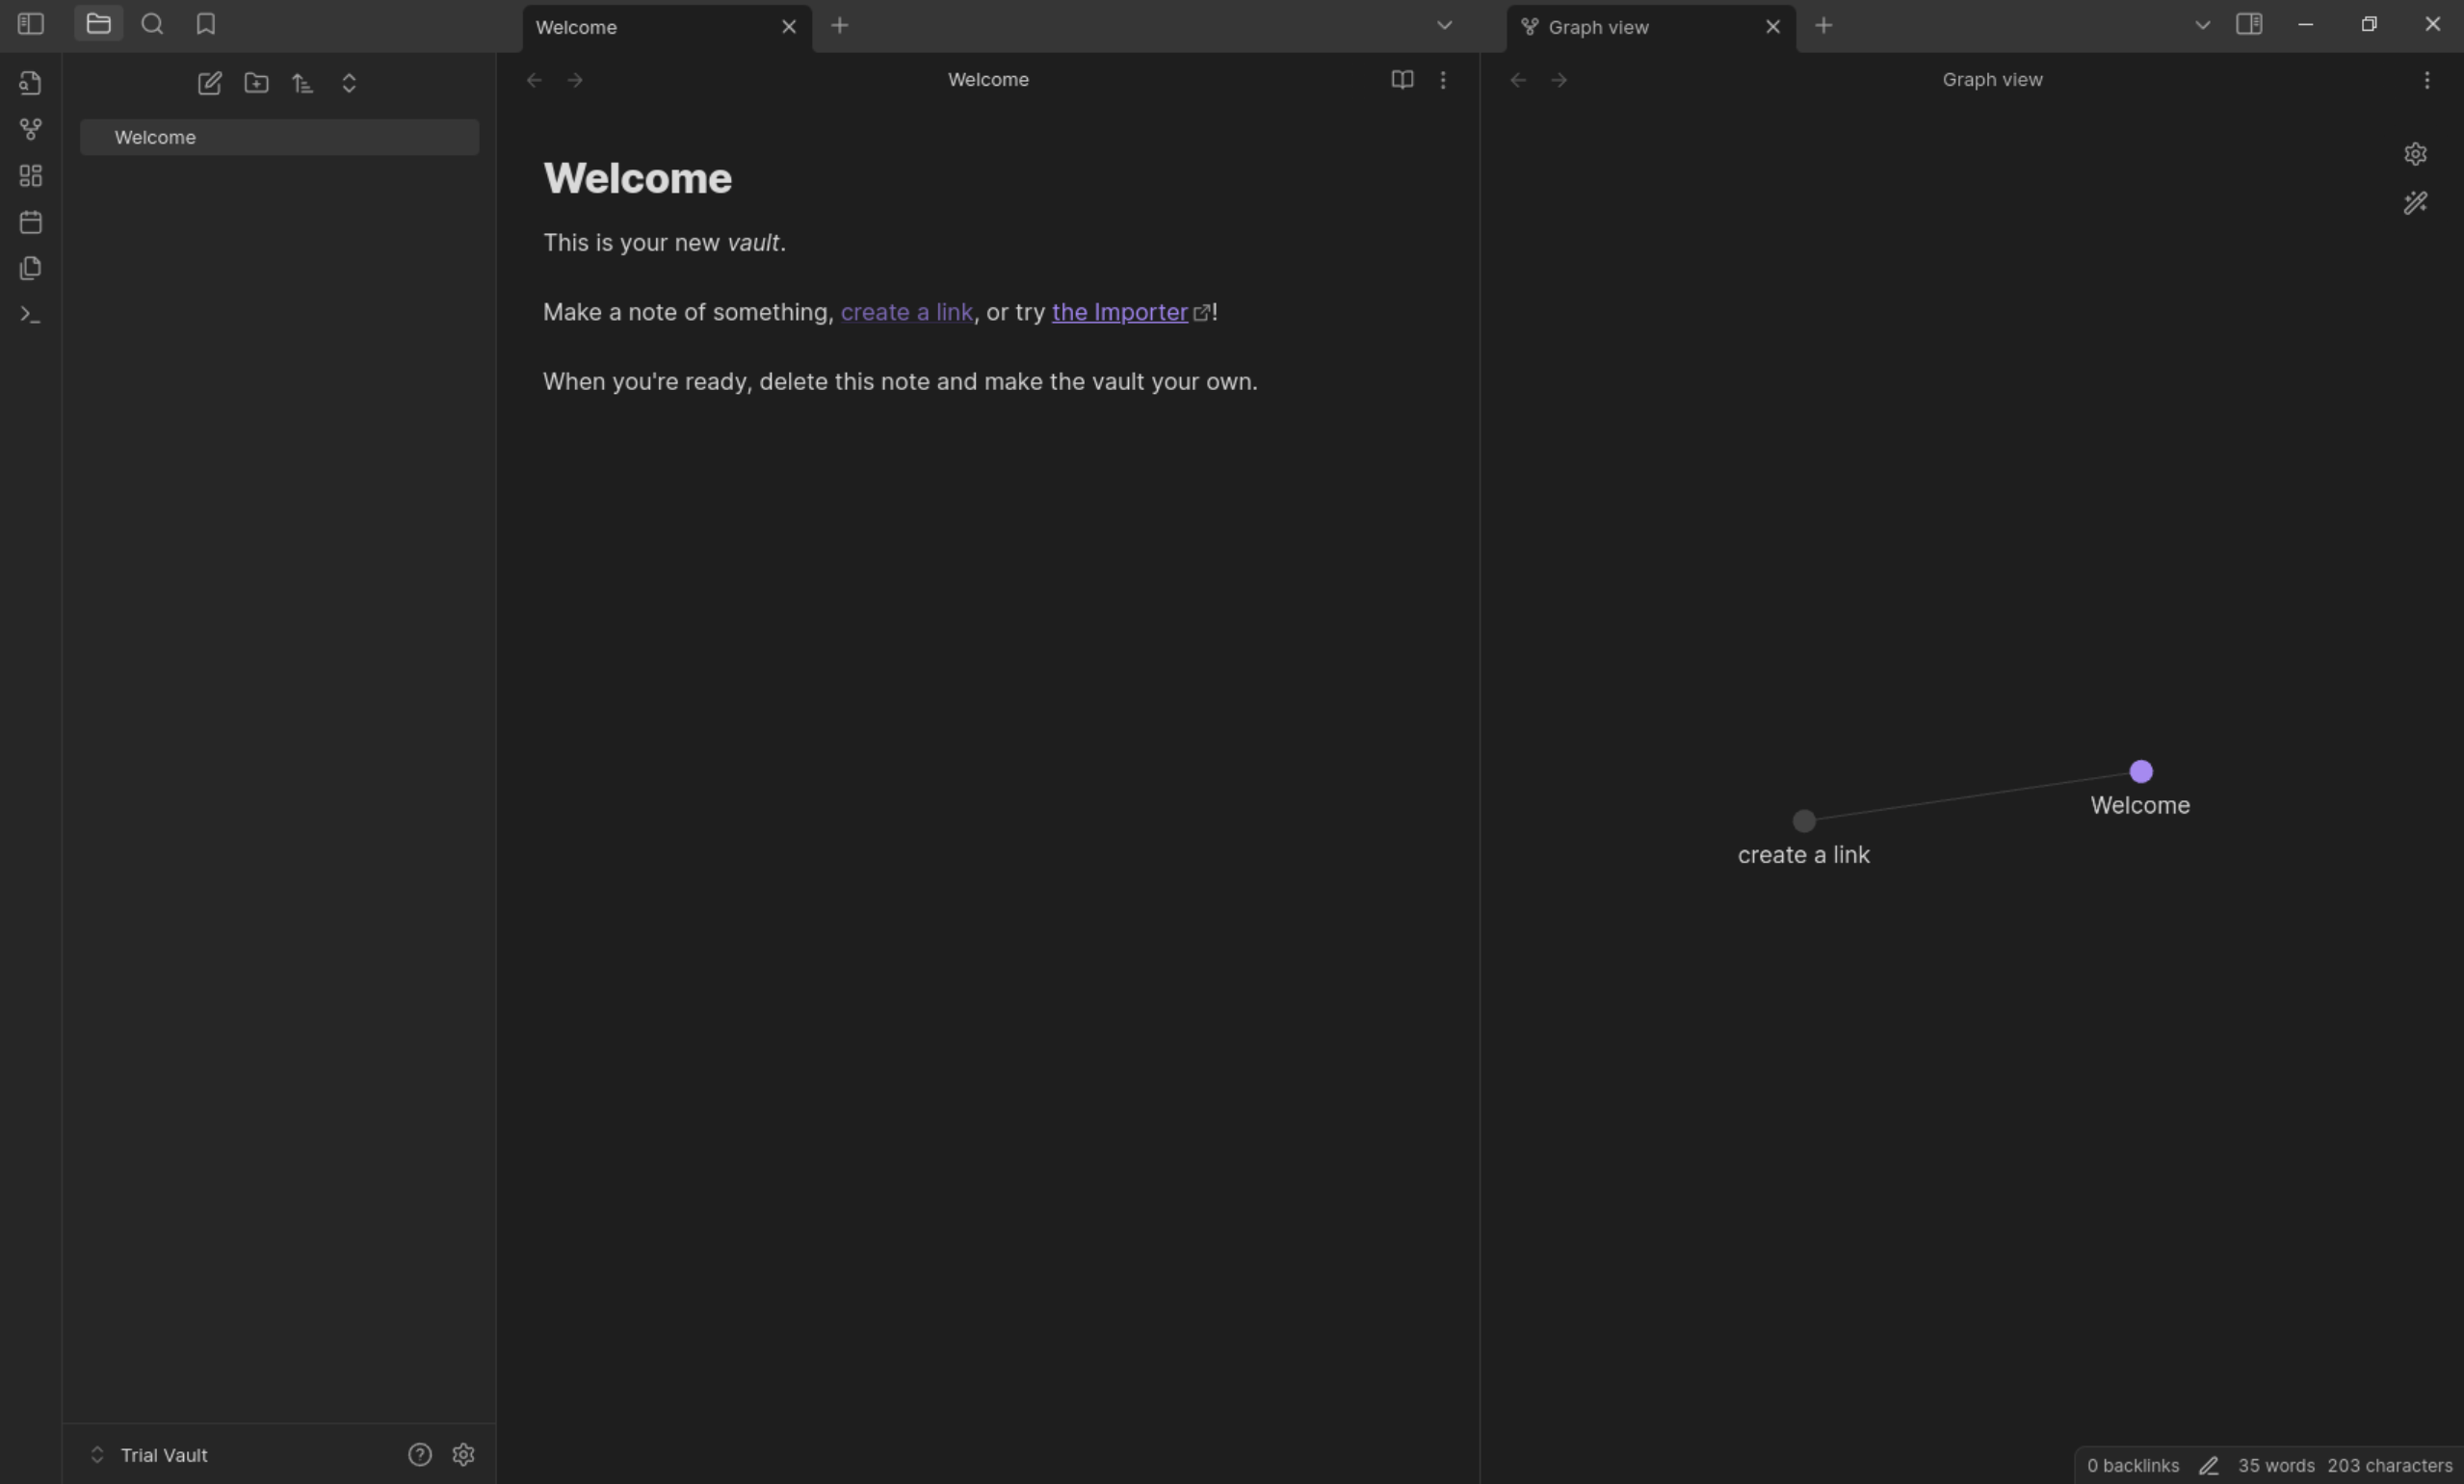 Welcome
Graph view
Welcome
Graph view
Welcome
Welcome
This is your new vault.
Make a note of something, create a link, or try the Importer!
When you're ready, delete this note and make the vault your own.
Welcome
create a link
Trial Vault
0 backlinks 35 words 203 characters